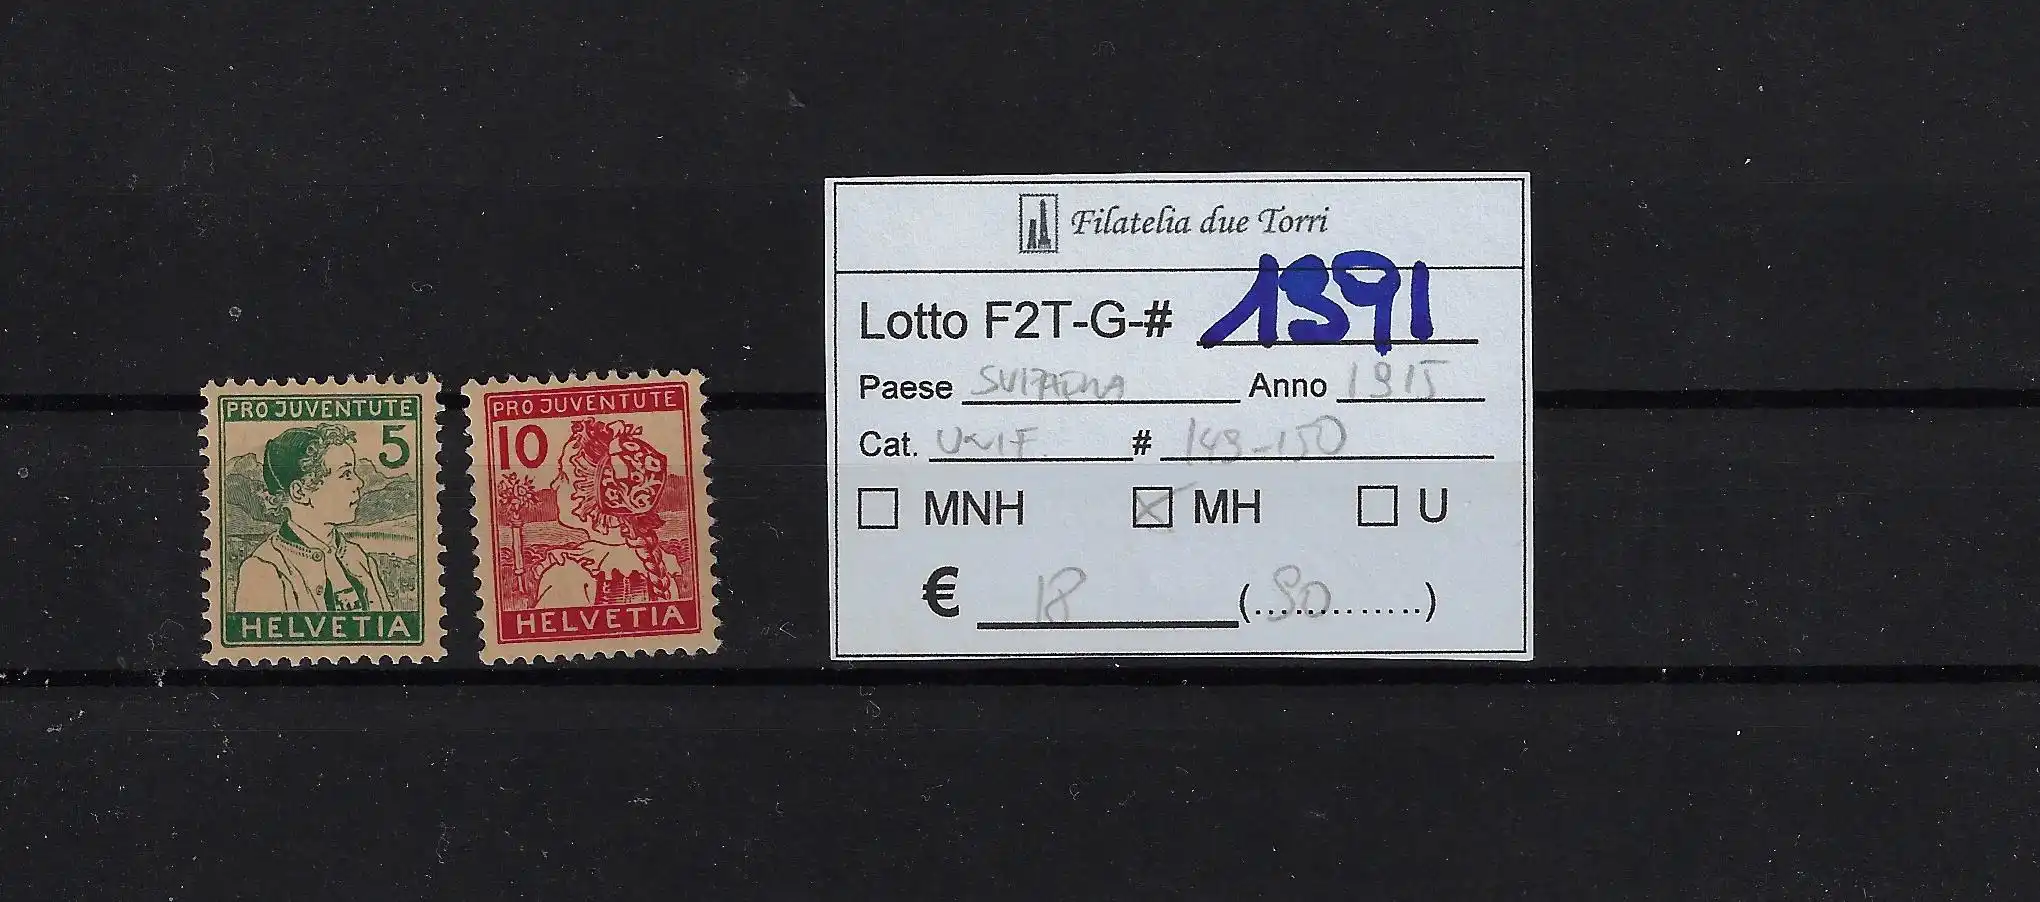 PRO JUVENTUTE
5
HELVETIA
PRO JUVENTUTE
10
HELVETIA
Filatelia due Torri
Lotto F2T-G-# 1391
Paese SVIZZERA Anno 1915
Cat. UNIF. # 149-150
MNH MH U
€ 18 (....90.......)